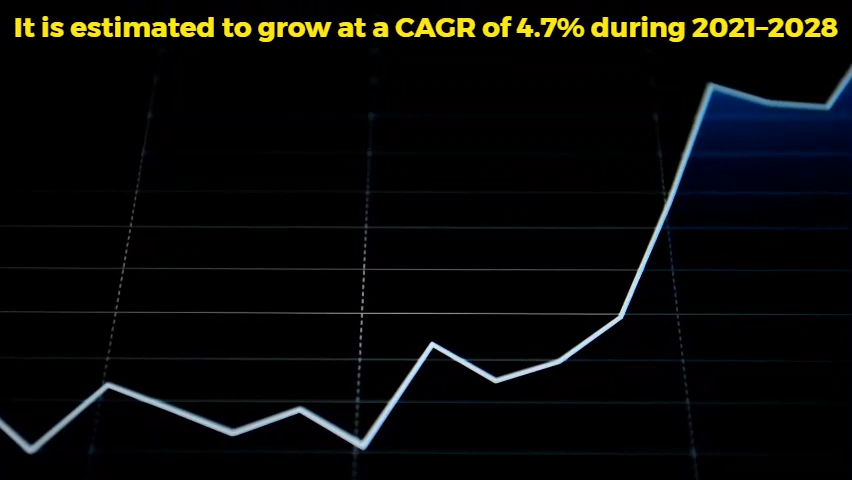 It is estimated to grow at a CAGR of 4.7% during 2021–2028